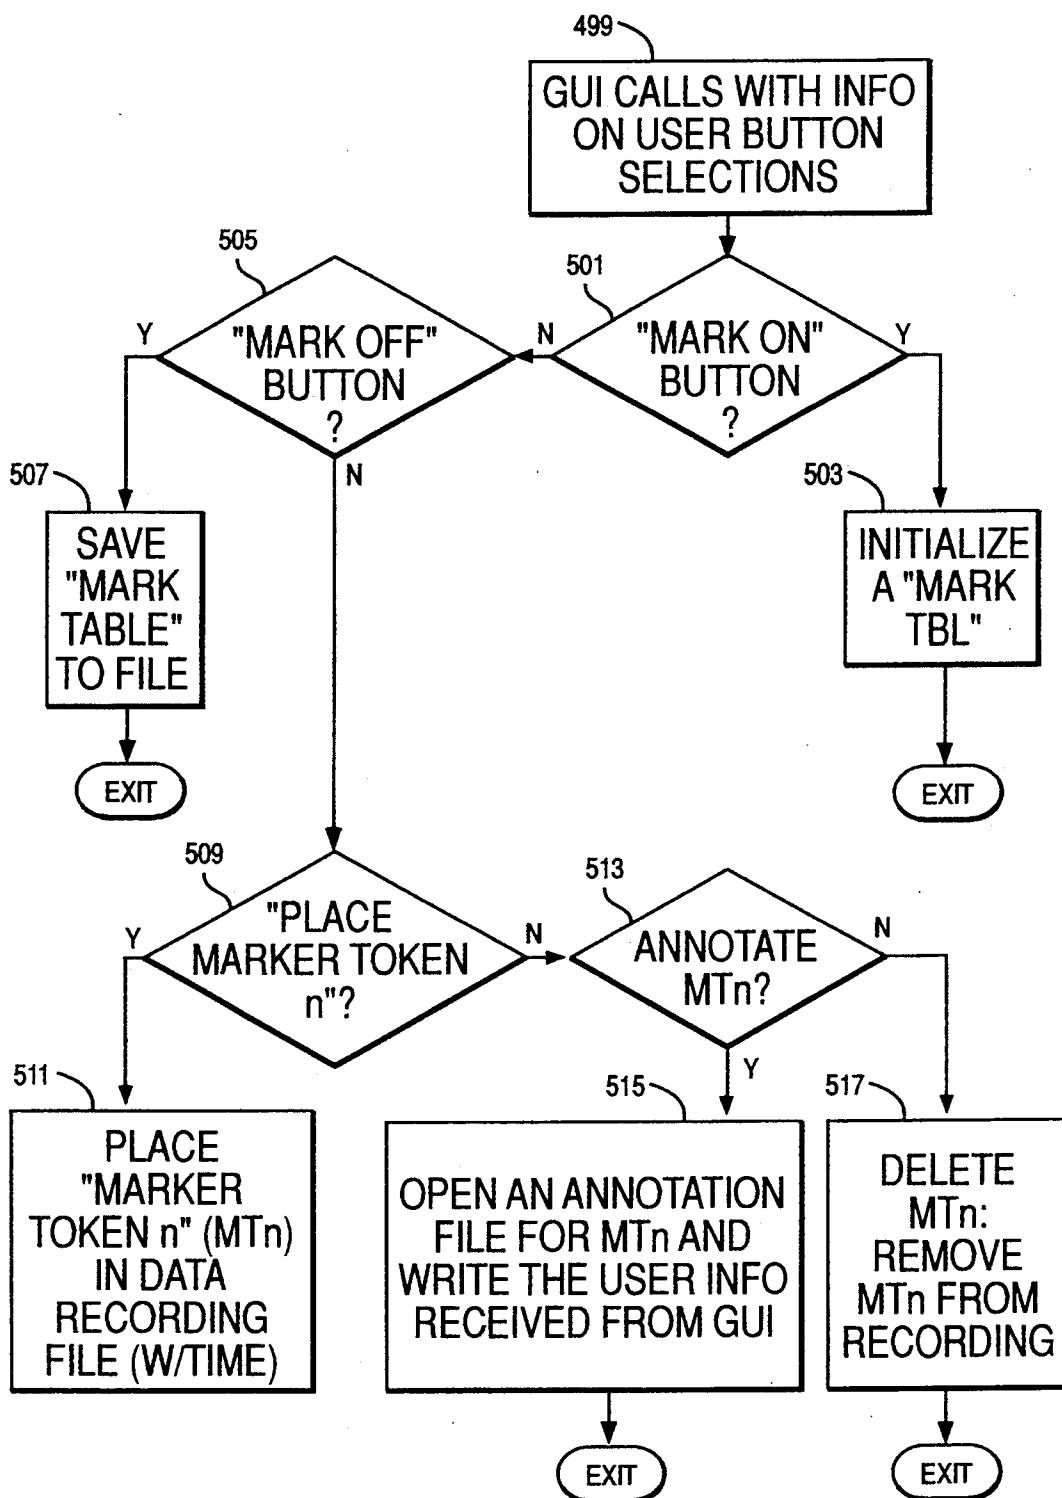 499
GUI CALLS WITH INFO
ON USER BUTTON
SELECTIONS
505
501
Y
"MARK OFF"
BUTTON
?
N
"MARK ON"
BUTTON
?
Y
N
507
SAVE
"MARK
TABLE"
TO FILE
EXIT
503
INITIALIZE
A "MARK
TBL"
EXIT
509
Y
"PLACE
MARKER TOKEN
n"?
N
513
ANNOTATE
MTn?
N
Y
511
PLACE
"MARKER
TOKEN n" (MTn)
IN DATA
RECORDING
FILE (W/TIME)
515
OPEN AN ANNOTATION
FILE FOR MTn AND
WRITE THE USER INFO
RECEIVED FROM GUI
EXIT
517
DELETE
MTn:
REMOVE
MTn FROM
RECORDING
EXIT